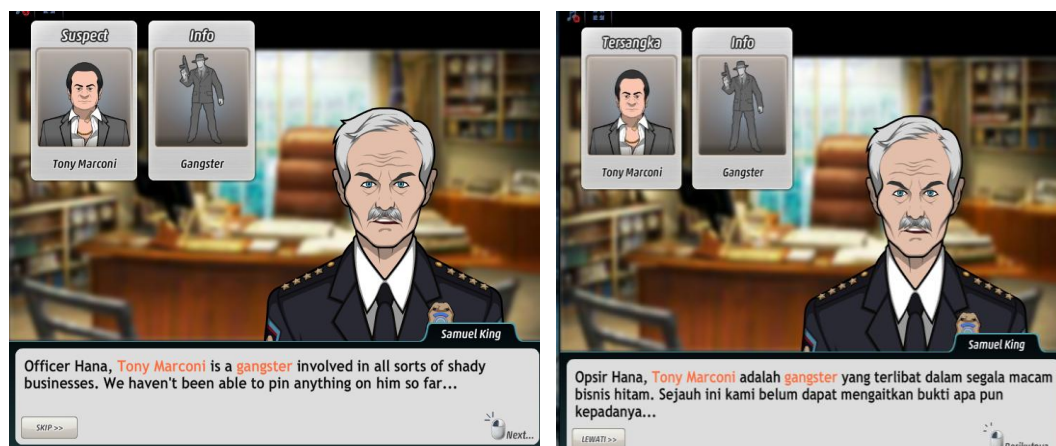 Suspect
Info
Tony Marconi
Gangster
Samuel King
Officer Hana, Tony Marconi is a gangster involved in all sorts of shady
businesses. We haven't been able to pin anything on him so far...
SKIP >>
Next...
Tersangka
Info
Tony Marconi
Gangster
Samuel King
Opsir Hana, Tony Marconi adalah gangster yang terlibat dalam segala macam
bisnis hitam. Sejauh ini kami belum dapat mengaitkan bukti apa pun
kepadanya...
LEWATI >>